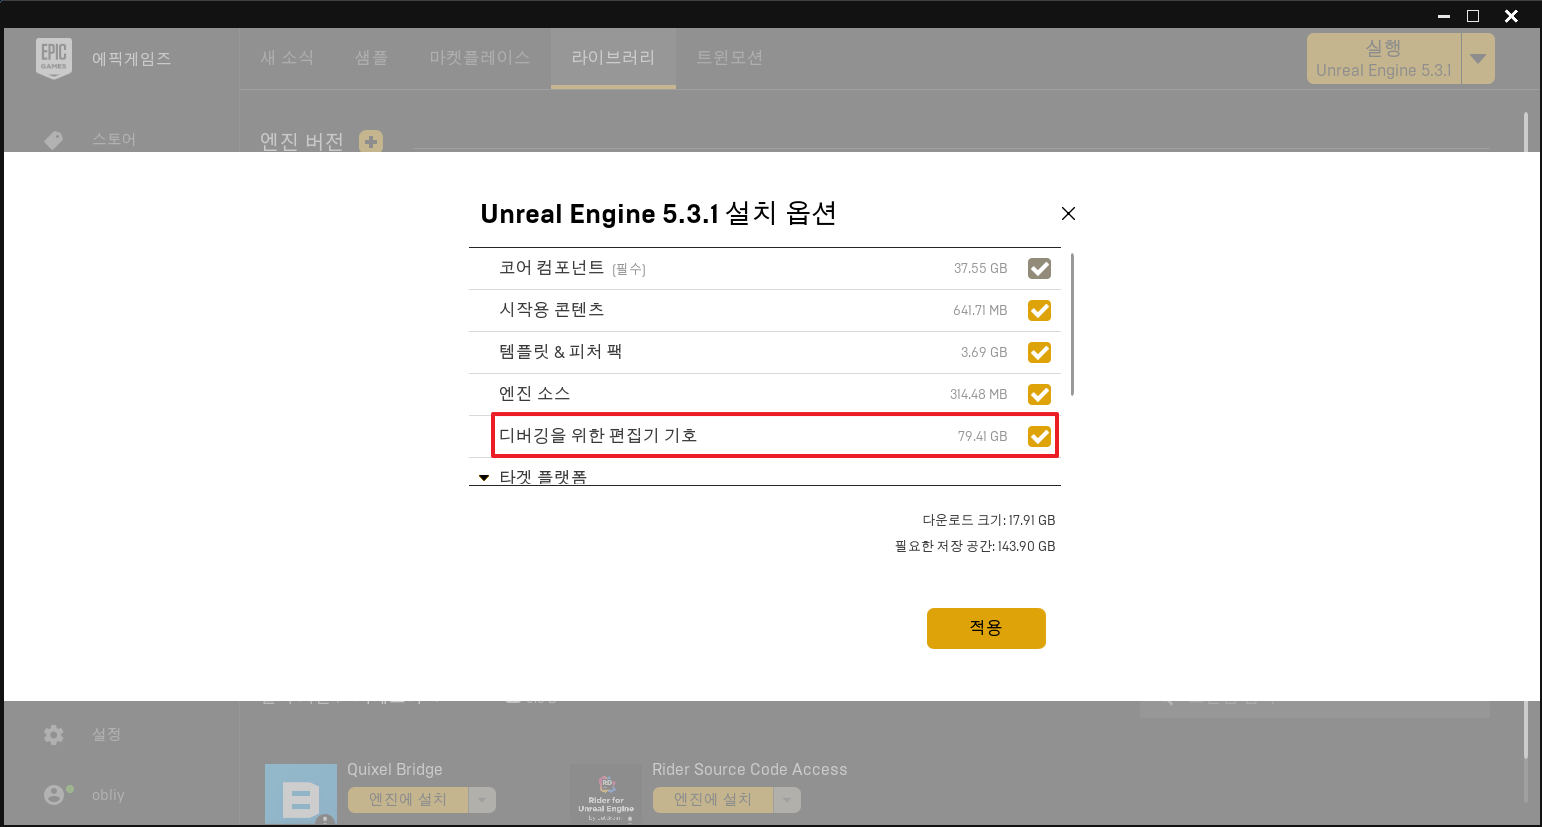 EPIC GAMES
에픽게임즈
새 소식
샘플
마켓플레이스
라이브러리
트윈모션
실행
Unreal Engine 5.3.1
스토어
엔진 버전
Unreal Engine 5.3.1 설치 옵션
코어 컴포넌트 (필수) 37.55 GB
시작용 콘텐츠 641.71 MB
템플릿 & 피처 팩 3.69 GB
엔진 소스 314.48 MB
디버깅을 위한 편집기 기호 79.41 GB
타겟 플랫폼
다운로드 크기: 17.91 GB
필요한 저장 공간: 143.90 GB
적용
설정
obliy
Quixel Bridge
엔진에 설치
Rider Source Code Access
엔진에 설치
RD
Rider for
Unreal Engine